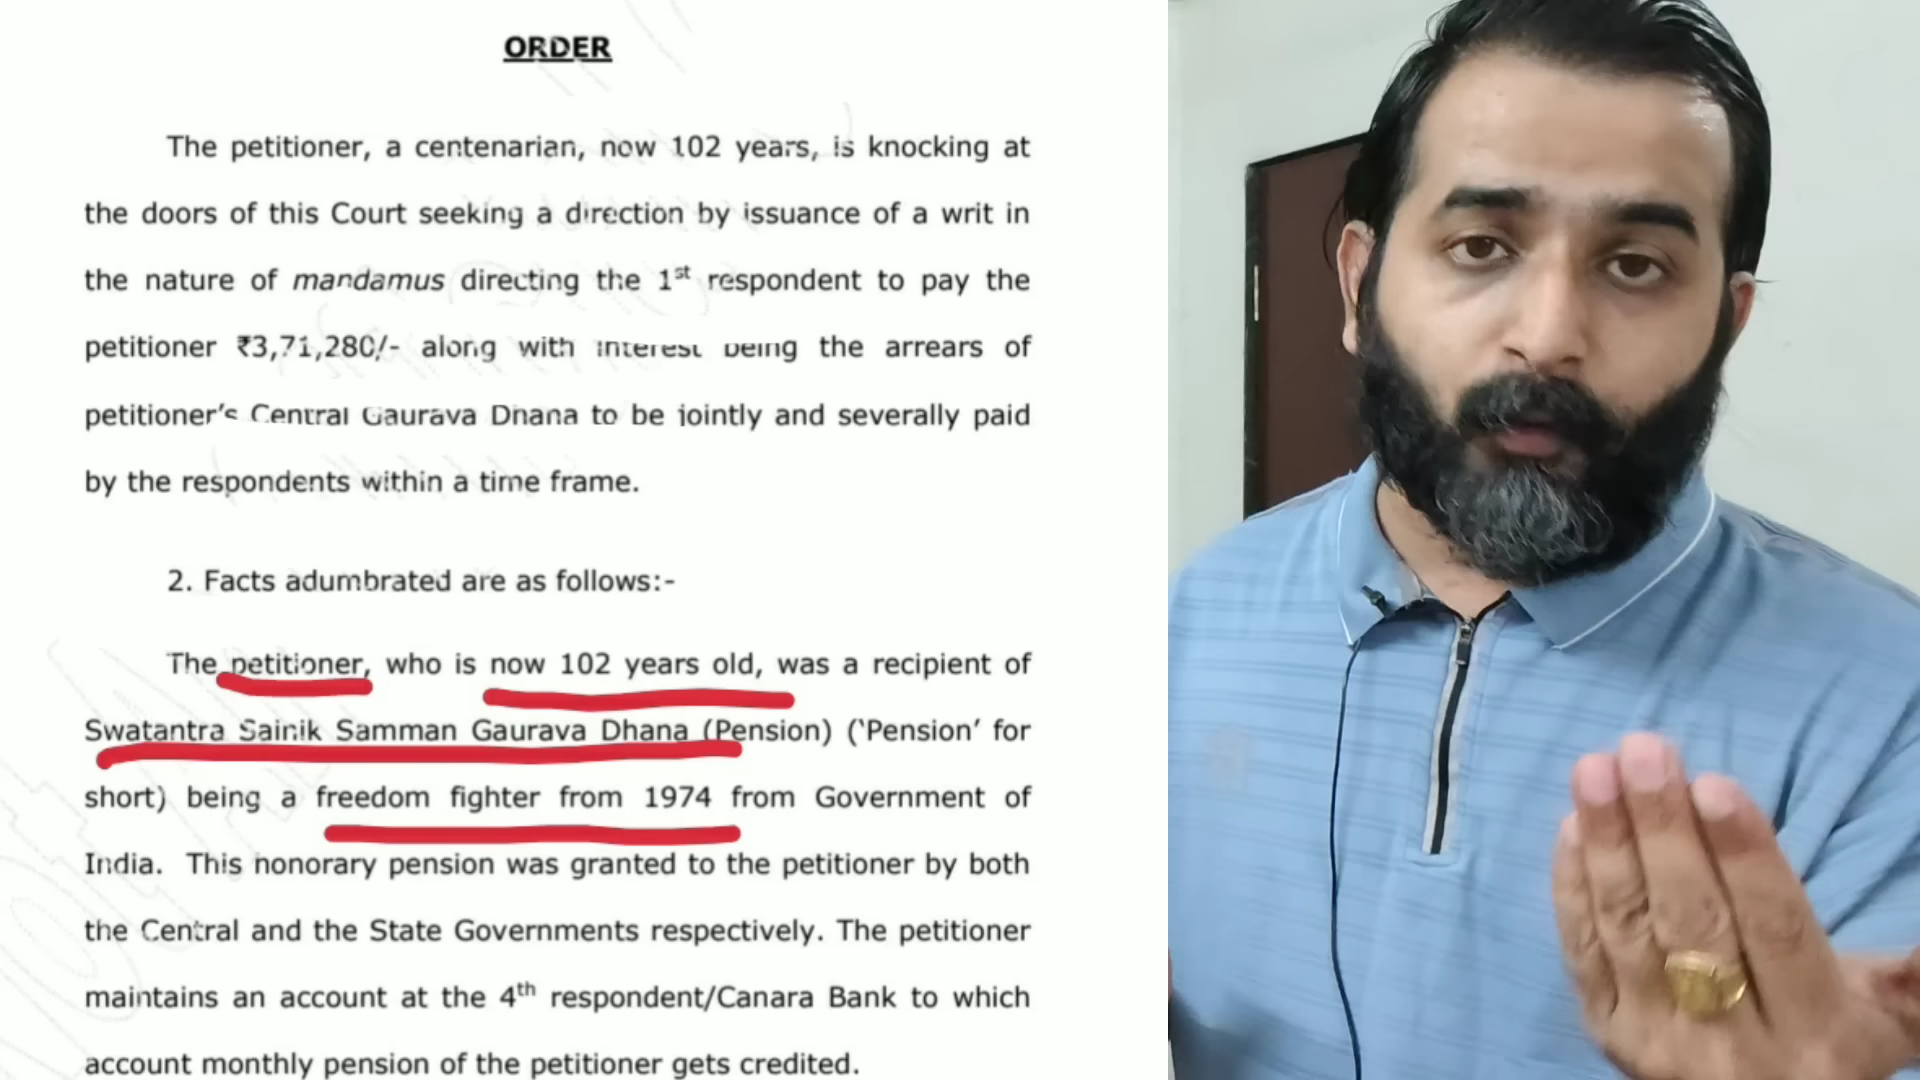 ORDER
The petitioner, a centenarian, now 102 years, is knocking at
the doors of this Court seeking a direction by issuance of a writ in
the nature of mandamus directing the 1st respondent to pay the
petitioner ₹3,71,280/- along with interest being the arrears of
petitioner's Central Gaurava Dhana to be jointly and severally paid
by the respondents within a time frame.
2. Facts adumbrated are as follows:-
The petitioner, who is now 102 years old, was a recipient of
Swatantra Sainik Samman Gaurava Dhana (Pension) ('Pension' for
short) being a freedom fighter from 1974 from Government of
India. This honorary pension was granted to the petitioner by both
the Central and the State Governments respectively. The petitioner
maintains an account at the 4th respondent/Canara Bank to which
account monthly pension of the petitioner gets credited.